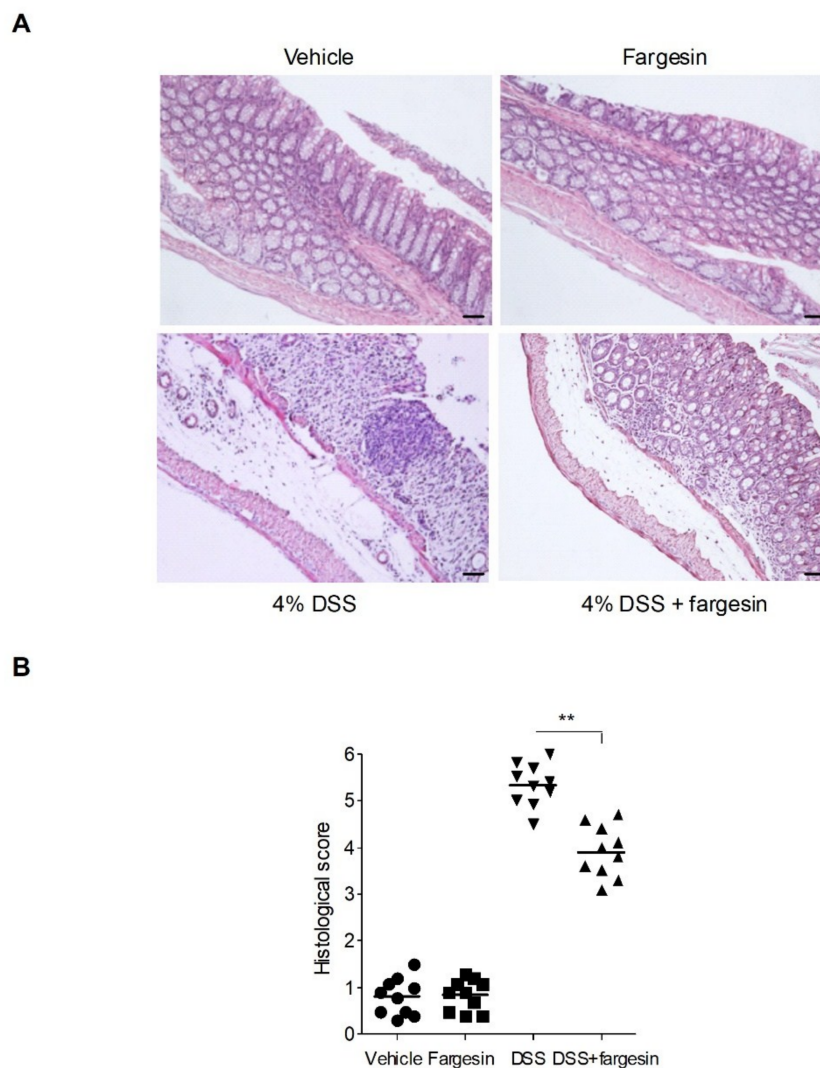 A
Vehicle
Fargesin
4% DSS
4% DSS + fargesin
B
**
6
5
4
3
2
1
0
Histological score
Vehicle Fargesin DSS DSS+fargesin